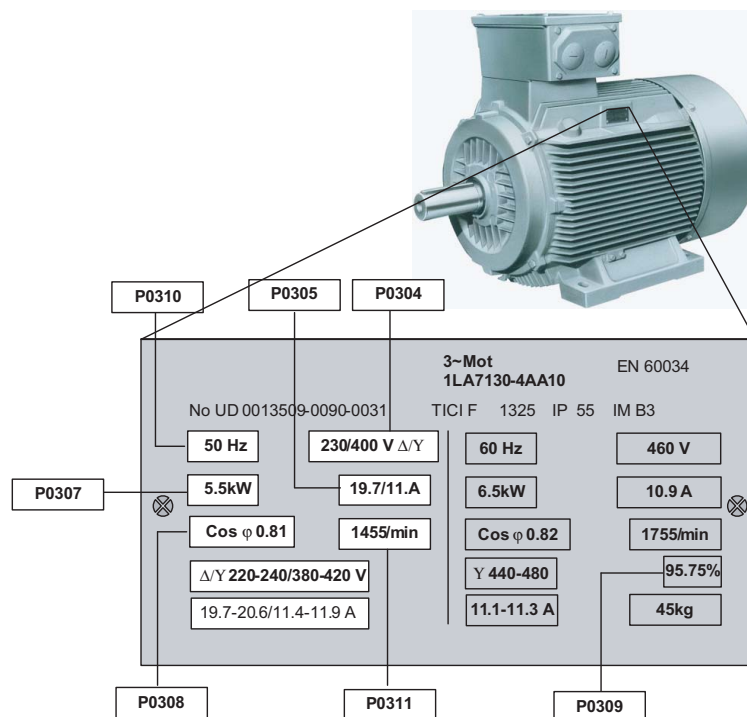 P0310
P0305
P0304
3~Mot
1LA7130-4AA10
EN 60034
No UD 0013509-0090-0031 TICI F 1325 IP 55 IM B3
50 Hz 230/400 V Δ/Y 60 Hz 460 V
P0307
5.5kW 19.7/11.A 6.5kW 10.9 A
Cos φ 0.81 1455/min Cos φ 0.82 1755/min
Δ/Y 220-240/380-420 V Y 440-480 95.75%
19.7-20.6/11.4-11.9 A 11.1-11.3 A 45kg
P0308
P0311
P0309